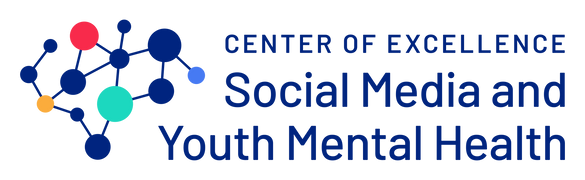 CENTER OF EXCELLENCE
Social Media and
Youth Mental Health